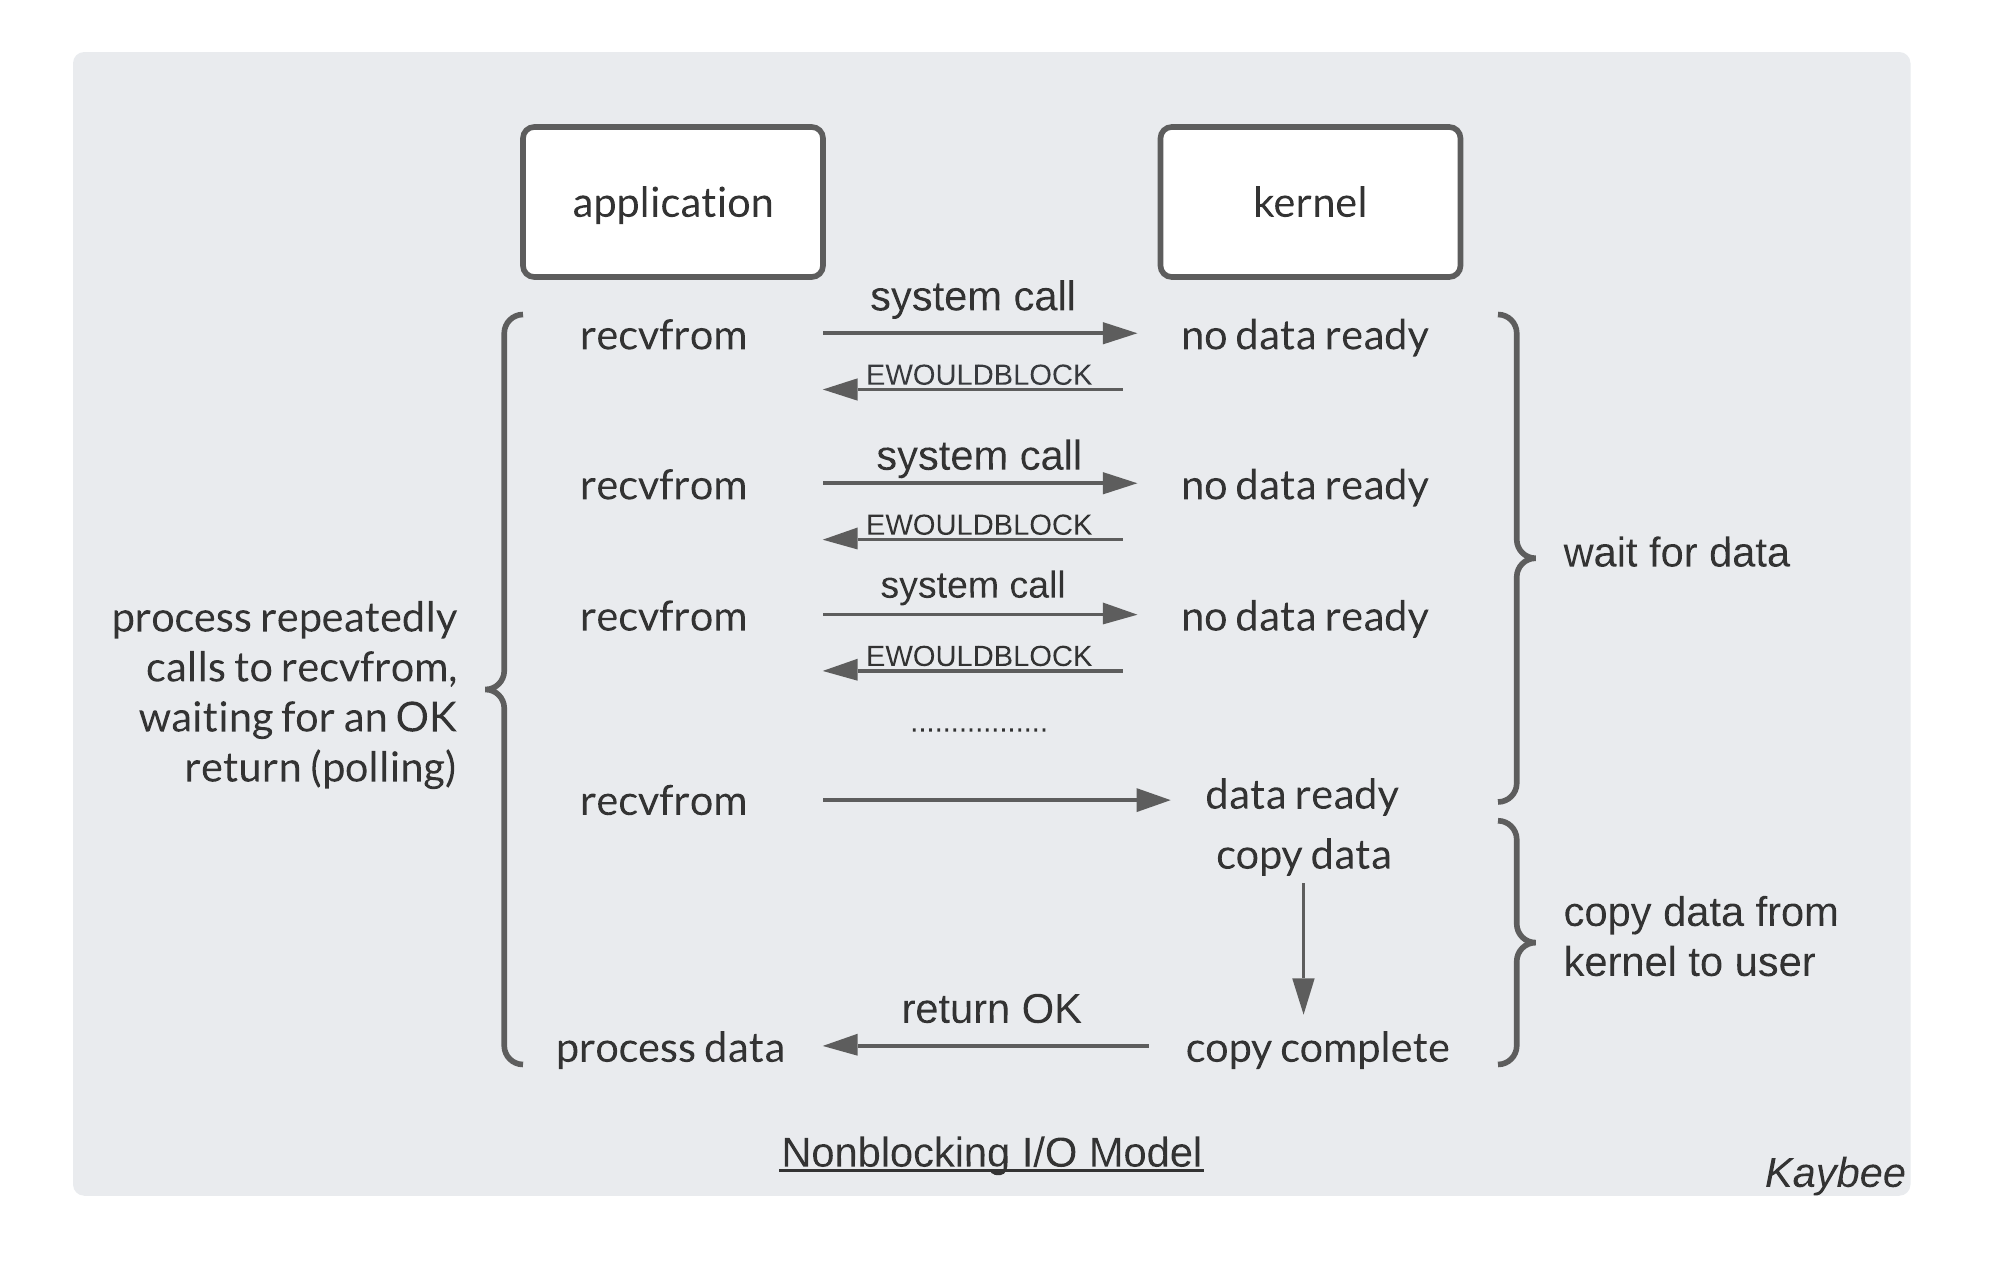 application
kernel
system call
recvfrom
no data ready
EWOULDBLOCK
system call
recvfrom
no data ready
EWOULDBLOCK
system call
recvfrom
no data ready
EWOULDBLOCK
.................
recvfrom
data ready
copy data
return OK
process data
copy complete
process repeatedly
calls to recvfrom,
waiting for an OK
return (polling)
wait for data
copy data from
kernel to user
Nonblocking I/O Model
Kaybee